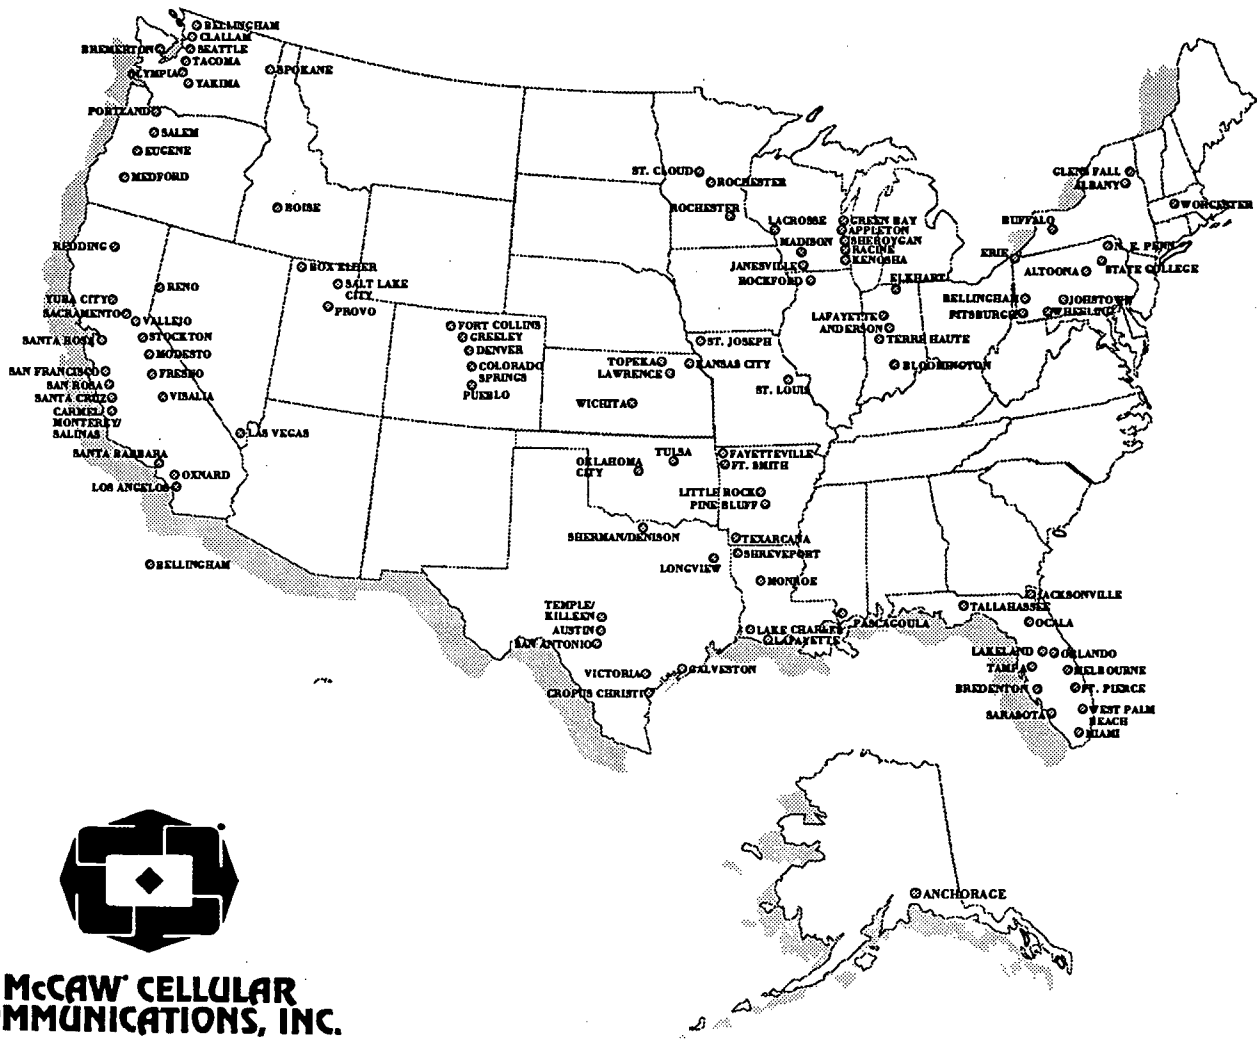 BELLINGHAM
CLALLAM
BREMERTON
SEATTLE
TACOMA
OLYMPIA
SPOKANE
YAKIMA
PORTLAND
SALEM
EUGENE
MEDFORD
BOISE
REDDING
BOX ELDER
RENO
SALT LAKE
CITY
PROVO
YUBA CITY
SACRAMENTO
VALLEJO
STOCKTON
SANTA ROSA
MODESTO
SAN FRANCISCO
FRESNO
SAN ROSA
SANTA CRUZ
VISALIA
CARMEL/
MONTEREY/
SALINAS
LAS VEGAS
SANTA BARBARA
OXNARD
LOS ANGELOS
BELLINGHAM
FORT COLLINS
GREELEY
DENVER
COLORADO
SPRINGS
PUEBLO
ST. CLOUD
ROCHESTER
ROCHESTER
LACROSSE
MADISON
JANESVILLE
ROCKFORD
GREEN BAY
APPLETON
SHEBOYGAN
RACINE
KENOSHA
ELKHART
LAFAYETTE
ANDERSON
TERRE HAUTE
BLOOMINGTON
ST. JOSEPH
TOPEKA
KANSAS CITY
LAWRENCE
ST. LOUIS
WICHITA
TULSA
OKLAHOMA
CITY
FAYETTEVILLE
FT. SMITH
LITTLE ROCK
PINE BLUFF
SHERMAN/DENISON
TEXARCANA
SHREVEPORT
LONGVIEW
MONROE
TEMPLE/
KILLEEN
AUSTIN
SAN ANTONIO
VICTORIA
GALVESTON
CROPUS CHRISTI
LAKE CHARLES
LAFAYETTE
PASCAGOULA
GLENS FALL
ALBANY
WORCESTER
BUFFALO
ERIE
N. E. PENN
STATE COLLEGE
ALTOONA
BELLINGHAM
JOHSTOWN
PITSBURGH
WHEELING
JACKSONVILLE
TALLAHASSEE
OCALA
LAKELAND
ORLANDO
TAMPA
MELBOURNE
BREDENTON
FT. PIERCE
SARASOTA
WEST PALM
BEACH
MIAMI
ANCHORAGE
McCAW CELLULAR
OMMUNICATIONS, INC.